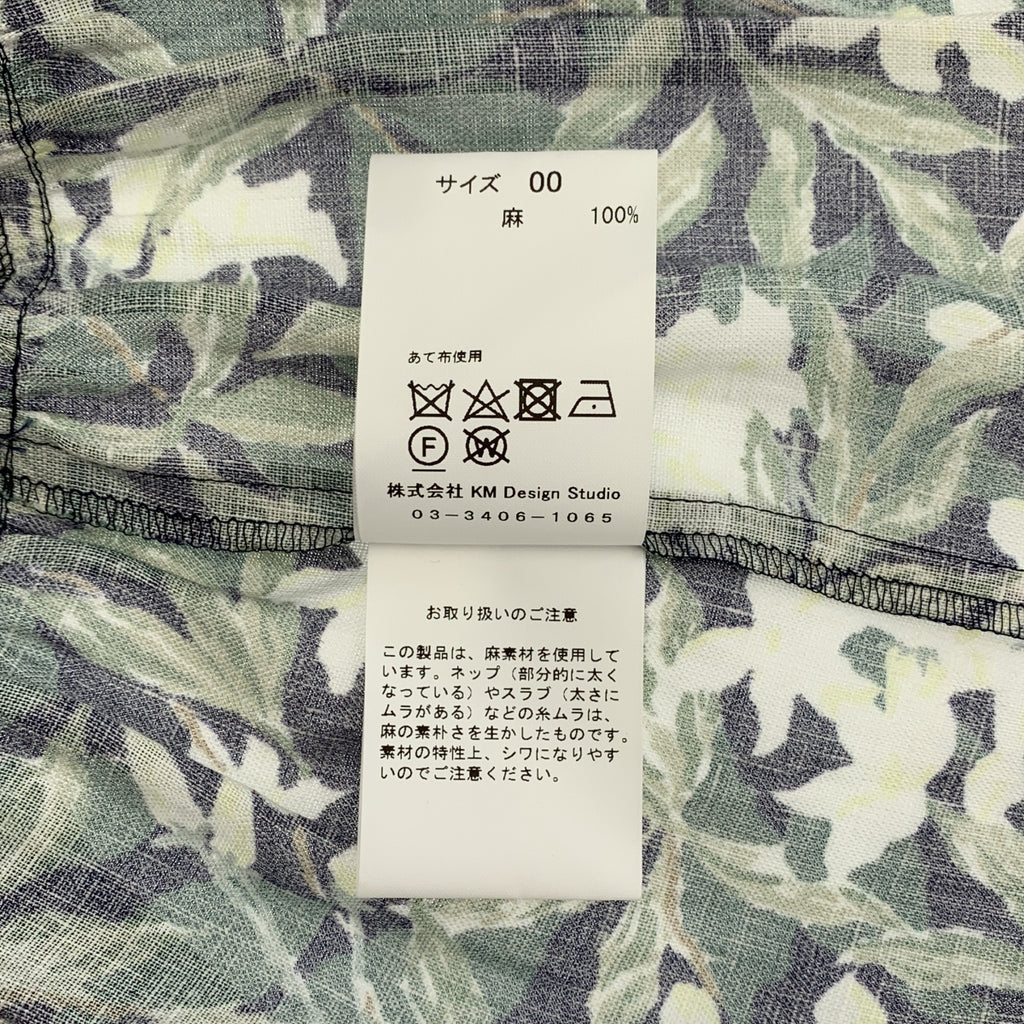 サイズ 00
麻 100%
あて布使用
F W
株式会社 KM Design Studio
03-3406-1065
お取り扱いのご注意
この製品は、麻素材を使用して
います。ネップ（部分的に太く
なっている）やスラブ（太さに
ムラがある）などの糸ムラは、
麻の素朴さを生かしたものです。
素材の特性上、シワになりやす
いのでご注意ください。